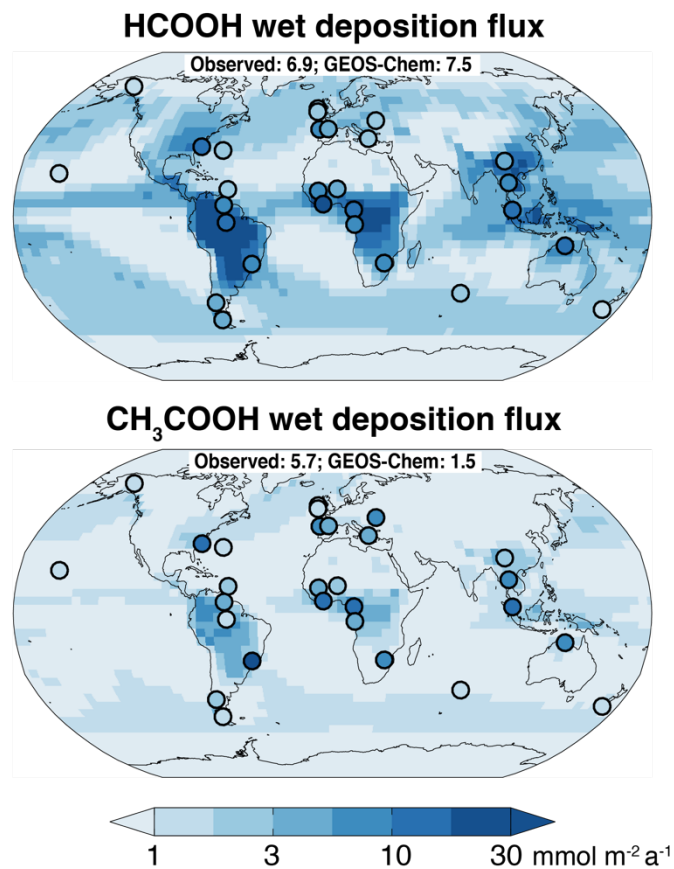 HCOOH wet deposition flux
Observed: 6.9; GEOS-Chem: 7.5
CH₃COOH wet deposition flux
Observed: 5.7; GEOS-Chem: 1.5
1 3 10 30 mmol m⁻² a⁻¹